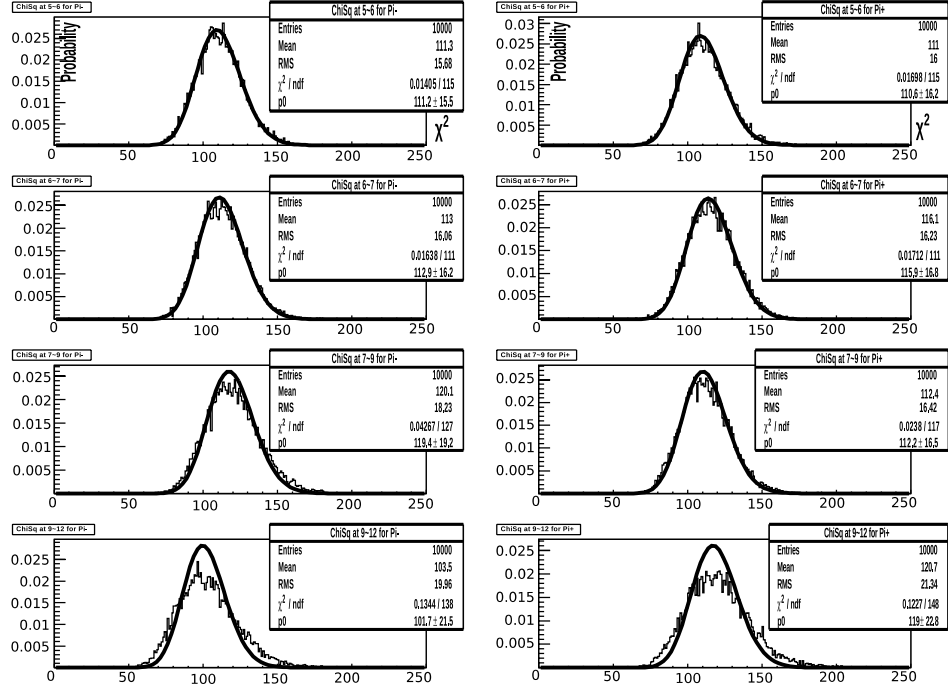 ChiSq at 5~6 for Pi-
ChiSq at 5~6 for Pi-
Entries 10000
Mean 111.3
RMS 15,68
χ² / ndf 0.01405 / 115
p0 111.2 ± 15.5
Probability
0.025
0.02
0.015
0.01
0.005
0 50 100 150 200 250
χ²
ChiSq at 5~6 for Pi+
ChiSq at 5~6 for Pi+
Entries 10000
Mean 111
RMS 16
χ² / ndf 0.01698 / 115
p0 110,6 ± 16,2
Probability
0.03
0.025
0.02
0.015
0.01
0.005
0 50 100 150 200 250
χ²
ChiSq at 6~7 for Pi-
ChiSq at 6~7 for Pi-
Entries 10000
Mean 113
RMS 16,06
χ² / ndf 0.01638 / 111
p0 112,9 ± 16.2
0.025
0.02
0.015
0.01
0.005
0 50 100 150 200 250
ChiSq at 6~7 for Pi+
ChiSq at 6~7 for Pi+
Entries 10000
Mean 116.1
RMS 16,23
χ² / ndf 0.01712 / 111
p0 115,9 ± 16.8
0.025
0.02
0.015
0.01
0.005
0 50 100 150 200 250
ChiSq at 7~9 for Pi-
ChiSq at 7~9 for Pi-
Entries 10000
Mean 120.1
RMS 18,23
χ² / ndf 0.04267 / 127
p0 119,4 ± 19,2
0.025
0.02
0.015
0.01
0.005
0 50 100 150 200 250
ChiSq at 7~9 for Pi+
ChiSq at 7~9 for Pi+
Entries 10000
Mean 112,4
RMS 16,42
χ² / ndf 0.0238 / 117
p0 112,2 ± 16,5
0.025
0.02
0.015
0.01
0.005
0 50 100 150 200 250
ChiSq at 9~12 for Pi-
ChiSq at 9~12 for Pi-
Entries 10000
Mean 103.5
RMS 19,96
χ² / ndf 0.1344 / 138
p0 101.7 ± 21.5
0.025
0.02
0.015
0.01
0.005
0 50 100 150 200 250
ChiSq at 9~12 for Pi+
ChiSq at 9~12 for Pi+
Entries 10000
Mean 120.7
RMS 21.34
χ² / ndf 0.1227 / 148
p0 119 ± 22,8
0.025
0.02
0.015
0.01
0.005
0 50 100 150 200 250